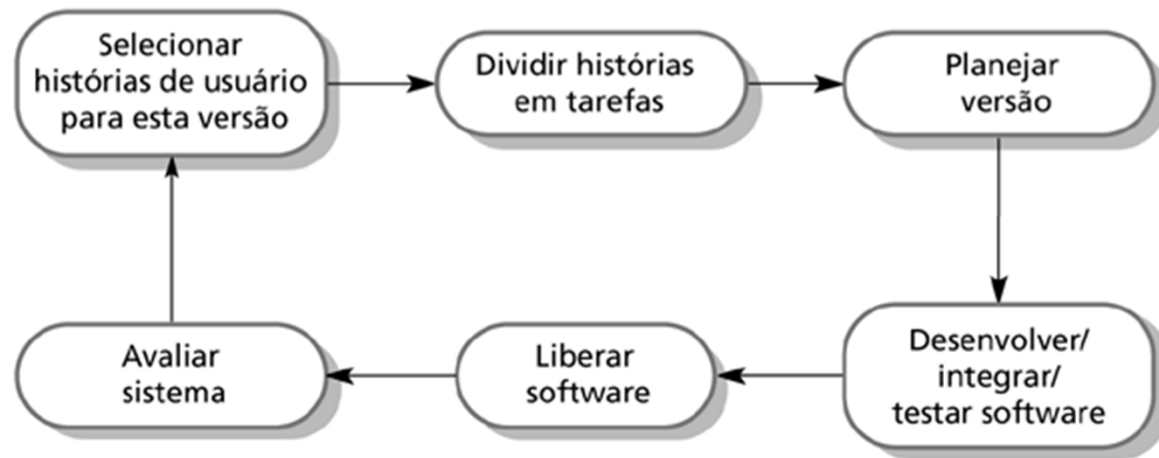 Selecionar
histórias de usuário
para esta versão
Dividir histórias
em tarefas
Planejar
versão
Desenvolver/
integrar/
testar software
Liberar
software
Avaliar
sistema